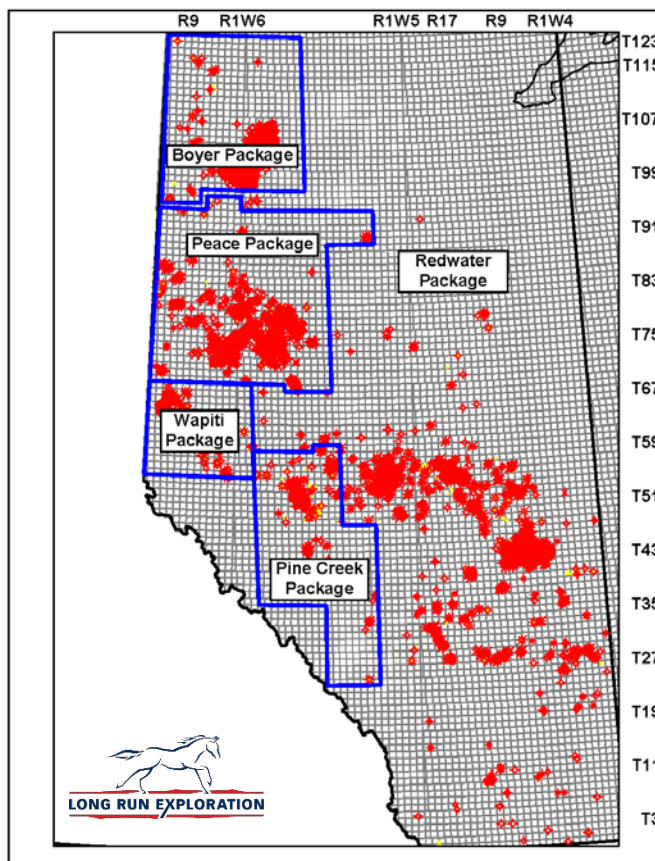 R9 R1W6 R1W5 R17 R9 R1W4
T123
T115
T107
Boyer Package
T99
T91
Peace Package
Redwater
Package
T83
T75
T67
Wapiti
Package
T59
T51
T43
Pine Creek
Package
T35
T27
T19
T11
T3
LONG RUN EXPLORATION